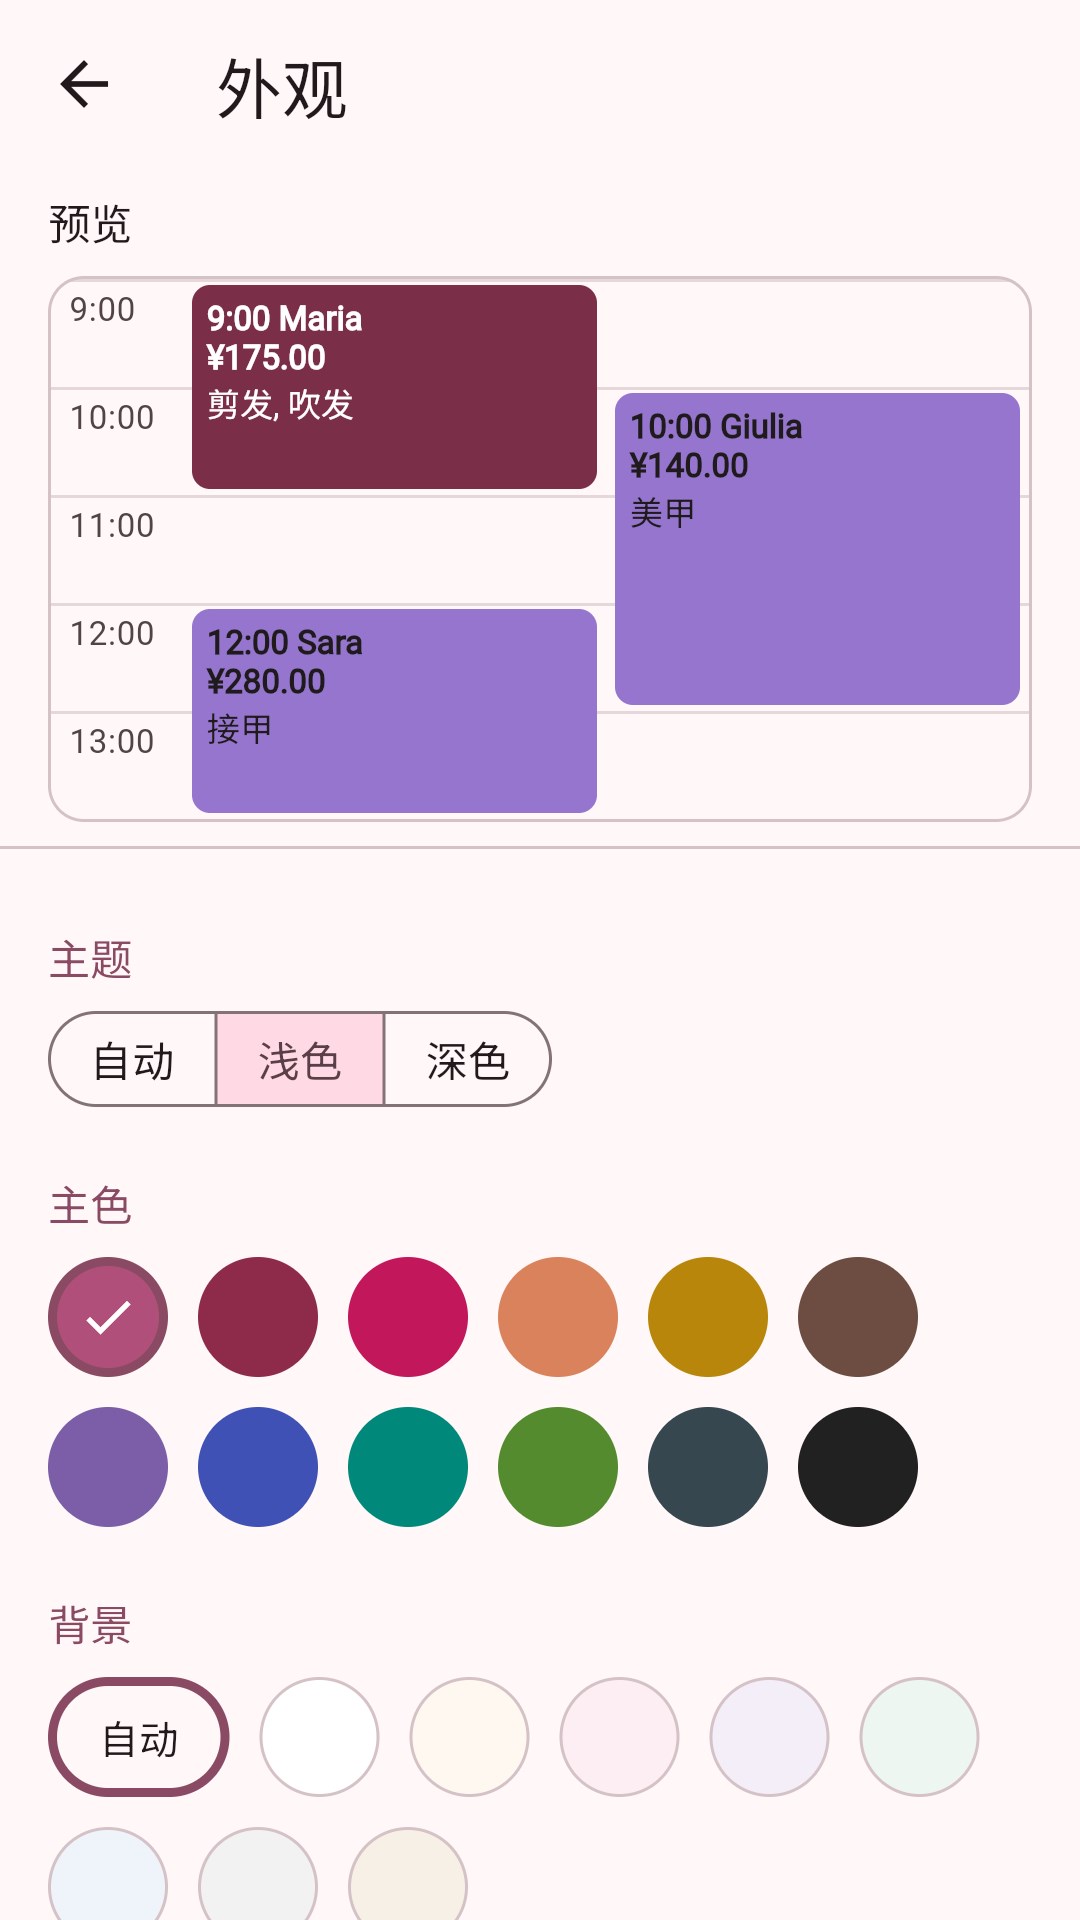 外观
预览
9:00
9:00 Maria
¥175.00
剪发, 吹发
10:00
10:00 Giulia
¥140.00
美甲
11:00
12:00
12:00 Sara
¥280.00
接甲
13:00
主题
自动
浅色
深色
主色
背景
自动